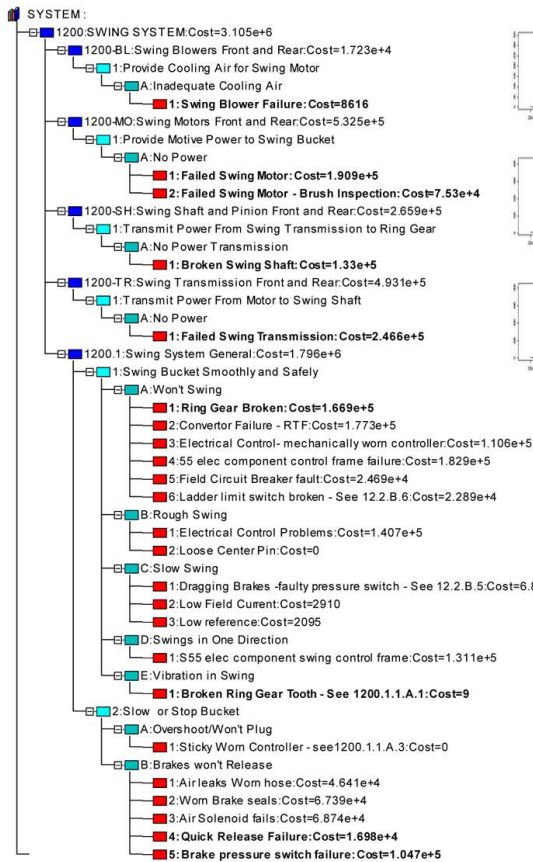 SYSTEM :
1200:SWING SYSTEM:Cost=3.105e+6
1200-BL:Swing Blowers Front and Rear:Cost=1.723e+4
1:Provide Cooling Air for Swing Motor
A:Inadequate Cooling Air
1:Swing Blower Failure:Cost=8616
1200-MO:Swing Motors Front and Rear:Cost=5.325e+5
1:Provide Motive Power to Swing Bucket
A:No Power
1:Failed Swing Motor:Cost=1.909e+5
2:Failed Swing Motor - Brush Inspection:Cost=7.53e+4
1200-SH:Swing Shaft and Pinion Front and Rear:Cost=2.659e+5
1:Transmit Power From Swing Transmission to Ring Gear
A:No Power Transmission
1:Broken Swing Shaft:Cost=1.33e+5
1200-TR:Swing Transmission Front and Rear:Cost=4.931e+5
1:Transmit Power From Motor to Swing Shaft
A:No Power
1:Failed Swing Transmission:Cost=2.466e+5
1200.1:Swing System General:Cost=1.796e+6
1:Swing Bucket Smoothly and Safely
A:Won't Swing
1:Ring Gear Broken:Cost=1.669e+5
2:Convertor Failure - RTF:Cost=1.773e+5
3:Electrical Control- mechanically worn controller:Cost=1.106e+5
4:55 elec component control frame failure:Cost=1.829e+5
5:Field Circuit Breaker fault:Cost=2.469e+4
6:Ladder limit switch broken - See 12.2.B.6:Cost=2.289e+4
B:Rough Swing
1:Electrical Control Problems:Cost=1.407e+5
2:Loose Center Pin:Cost=0
C:Slow Swing
1:Dragging Brakes -faulty pressure switch - See 12.2.B.5:Cost=6.8
2:Low Field Current:Cost=2910
3:Low reference:Cost=2095
D:Swings in One Direction
1:S55 elec component swing control frame:Cost=1.311e+5
E:Vibration in Swing
1:Broken Ring Gear Tooth - See 1200.1.1.A.1:Cost=9
2:Slow or Stop Bucket
A:Overshoot/Won't Plug
1:Sticky Worn Controller - see1200.1.1.A.3:Cost=0
B:Brakes won't Release
1:Air leaks Worn hose:Cost=4.641e+4
2:Worn Brake seals:Cost=6.739e+4
3:Air Solenoid fails:Cost=6.874e+4
4:Quick Release Failure:Cost=1.698e+4
5:Brake pressure switch failure:Cost=1.047e+5